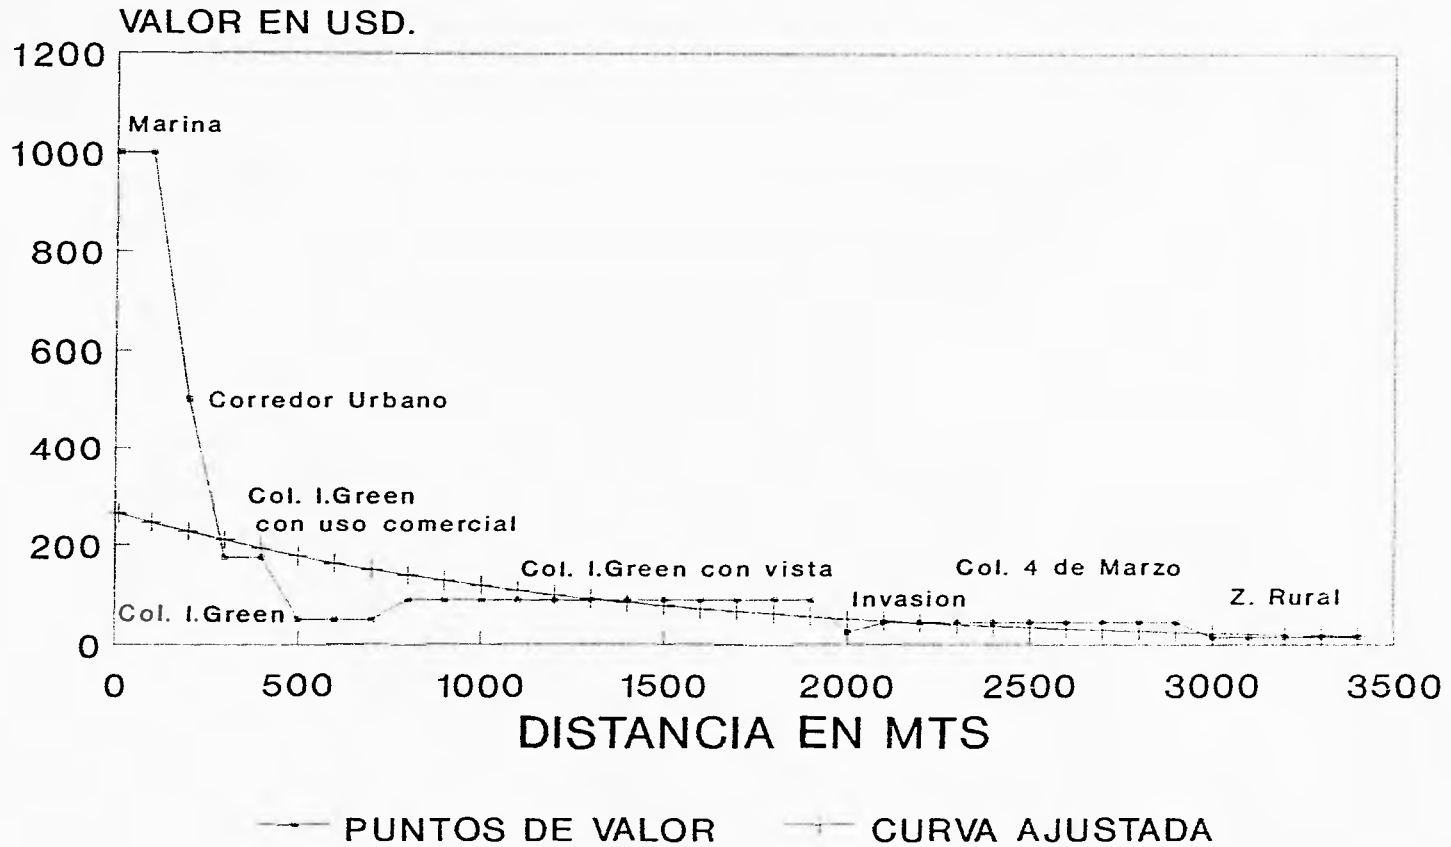 VALOR EN USD.
1200
1000
800
600
400
200
0
Marina
Corredor Urbano
Col. I.Green
con uso comercial
Col. I.Green con vista
Col. 4 de Marzo
Col. I.Green
Invasion
Z. Rural
0 500 1000 1500 2000 2500 3000 3500
DISTANCIA EN MTS
PUNTOS DE VALOR CURVA AJUSTADA